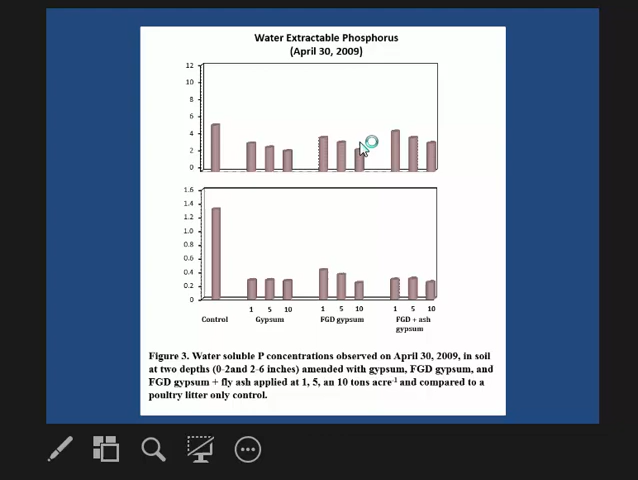 Water Extractable Phosphorus
(April 30, 2009)
12
10
8
6
4
2
0
1.6
1.4
1.2
1.0
0.8
0.6
0.4
0.2
0
1 5 10 1 5 10 1 5 10
Control Gypsum FGD gypsum FGD + ash
gypsum
Figure 3. Water soluble P concentrations observed on April 30, 2009, in soil
at two depths (0-2and 2-6 inches) amended with gypsum, FGD gypsum, and
FGD gypsum + fly ash applied at 1, 5, an 10 tons acre-1 and compared to a
poultry litter only control.